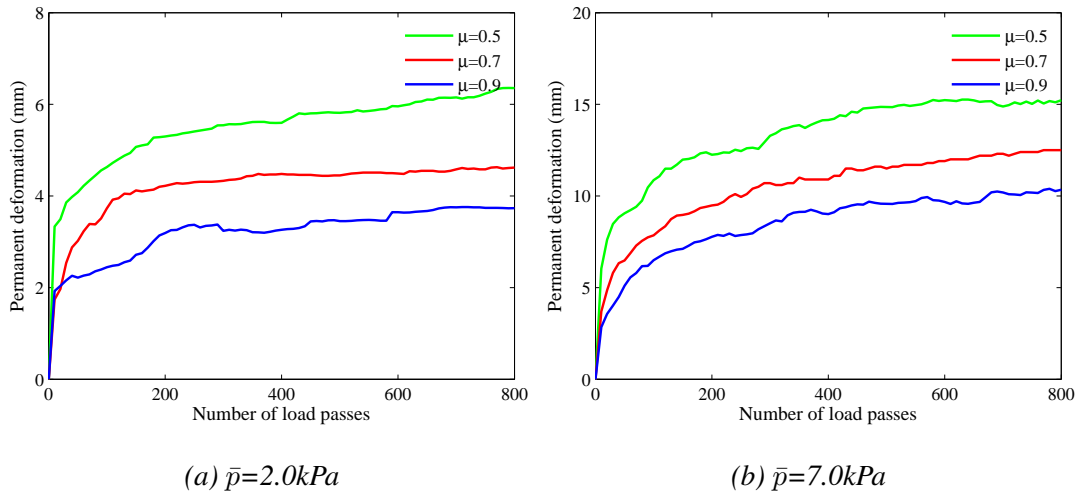 8
6
4
2
0
Permanent deformation (mm)
μ=0.5
μ=0.7
μ=0.9
0 200 400 600 800
Number of load passes
(a) p̄=2.0kPa
20
15
10
5
0
Permanent deformation (mm)
μ=0.5
μ=0.7
μ=0.9
0 200 400 600 800
Number of load passes
(b) p̄=7.0kPa